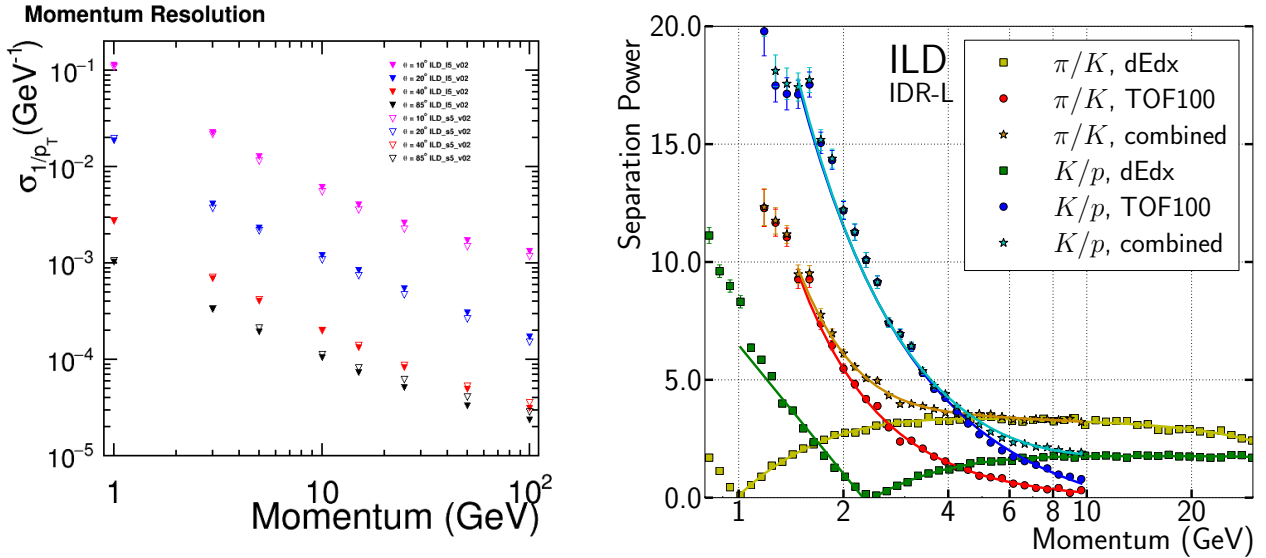 Momentum Resolution
σ1/pT (GeV-1)
10-1
10-2
10-3
10-4
10-5
θ = 10° ILD_l5_v02
θ = 20° ILD_l5_v02
θ = 40° ILD_l5_v02
θ = 85° ILD_l5_v02
θ = 10° ILD_s5_v02
θ = 20° ILD_s5_v02
θ = 40° ILD_s5_v02
θ = 85° ILD_s5_v02
1
10
102
Momentum (GeV)
Separation Power
20.0
15.0
10.0
5.0
0.0
ILD
IDR-L
π/K, dEdx
π/K, TOF100
π/K, combined
K/p, dEdx
K/p, TOF100
K/p, combined
1 2 4 6 8 10 20
Momentum (GeV)